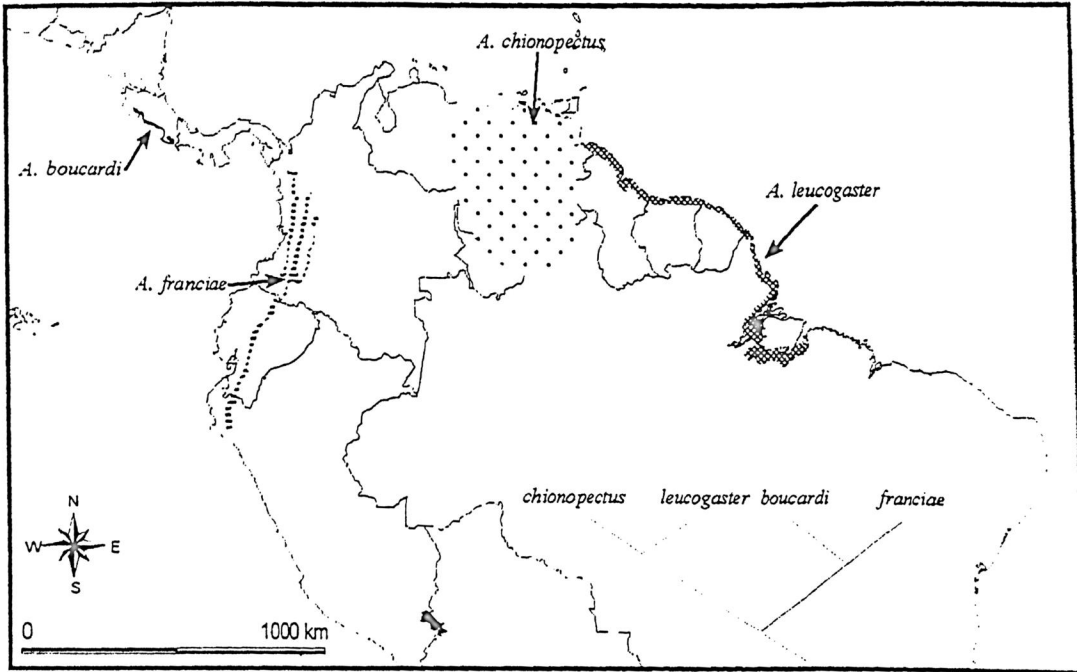 A. chionopectus
A. boucardi
A. leucogaster
A. franciae
chionopectus leucogaster boucardi franciae
N
W E
S
0 1000 km